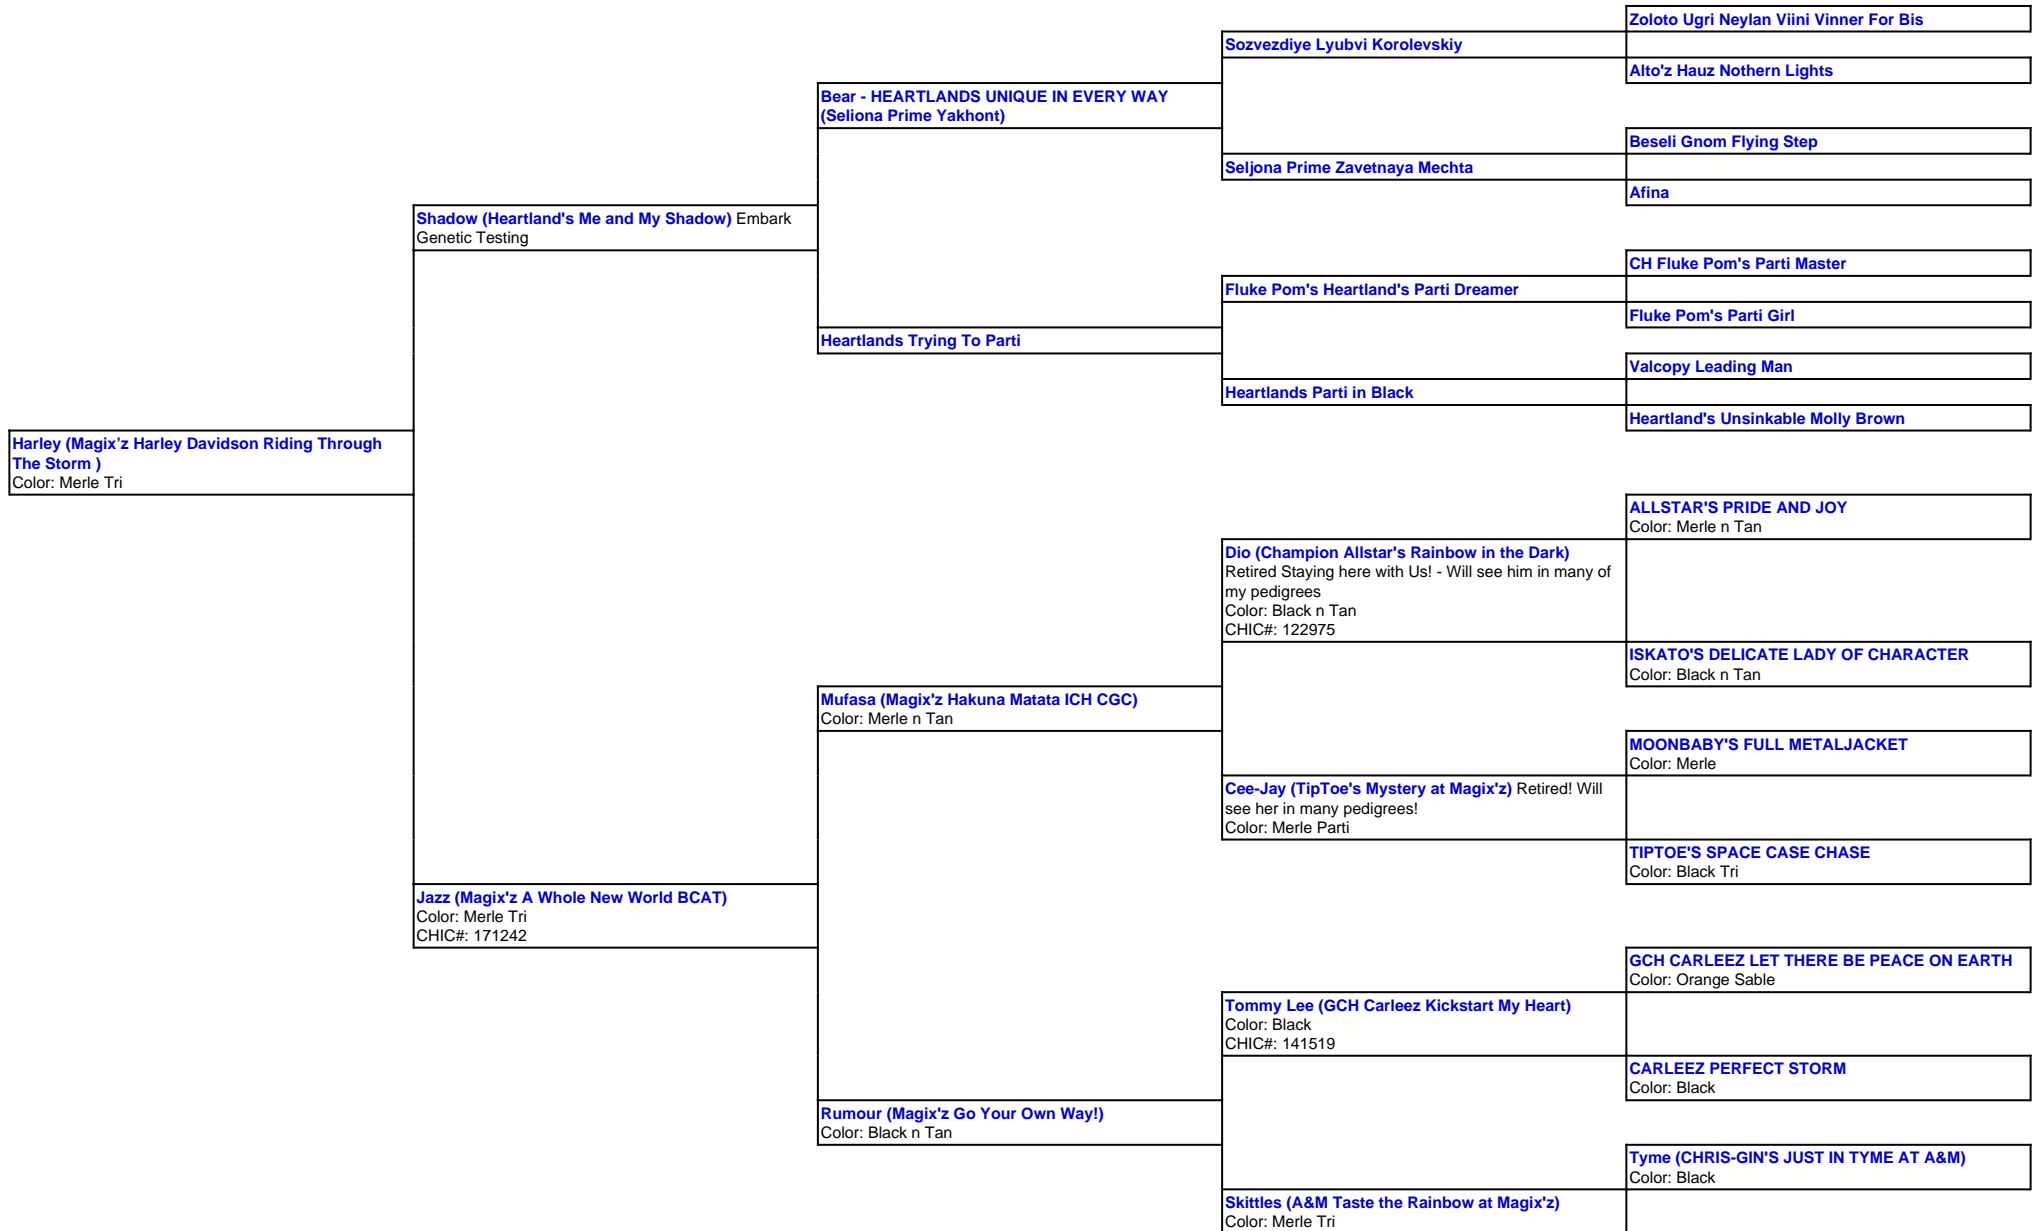 Zoloto Ugri Neylan Viini Vinner For Bis
Sozvezdiye Lyubvi Korolevskiy
Alto'z Hauz Nothern Lights
Bear - HEARTLANDS UNIQUE IN EVERY WAY
(Seliona Prime Yakhont)
Beseli Gnom Flying Step
Seljona Prime Zavetnaya Mechta
Afina
Shadow (Heartland's Me and My Shadow) Embark
Genetic Testing
CH Fluke Pom's Parti Master
Fluke Pom's Heartland's Parti Dreamer
Fluke Pom's Parti Girl
Heartlands Trying To Parti
Valcopy Leading Man
Heartlands Parti in Black
Heartland's Unsinkable Molly Brown
Harley (Magix’z Harley Davidson Riding Through
The Storm )
Color: Merle Tri
ALLSTAR'S PRIDE AND JOY
Color: Merle n Tan
Dio (Champion Allstar's Rainbow in the Dark)
Retired Staying here with Us! - Will see him in many of
my pedigrees
Color: Black n Tan
CHIC#: 122975
ISKATO'S DELICATE LADY OF CHARACTER
Color: Black n Tan
Mufasa (Magix'z Hakuna Matata ICH CGC)
Color: Merle n Tan
MOONBABY'S FULL METALJACKET
Color: Merle
Cee-Jay (TipToe's Mystery at Magix'z) Retired! Will
see her in many pedigrees!
Color: Merle Parti
TIPTOE'S SPACE CASE CHASE
Color: Black Tri
Jazz (Magix'z A Whole New World BCAT)
Color: Merle Tri
CHIC#: 171242
GCH CARLEEZ LET THERE BE PEACE ON EARTH
Color: Orange Sable
Tommy Lee (GCH Carleez Kickstart My Heart)
Color: Black
CHIC#: 141519
CARLEEZ PERFECT STORM
Color: Black
Rumour (Magix'z Go Your Own Way!)
Color: Black n Tan
Tyme (CHRIS-GIN'S JUST IN TYME AT A&M)
Color: Black
Skittles (A&M Taste the Rainbow at Magix'z)
Color: Merle Tri